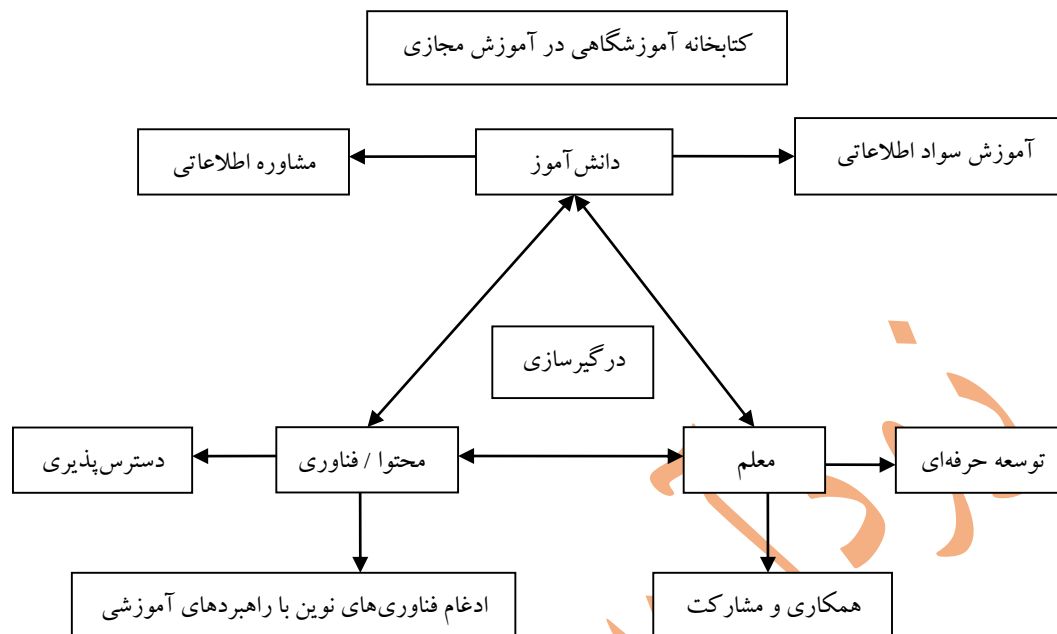 کتابخانه آموزشگاهی در آموزش مجازی
آموزش سواد اطلاعاتی
دانش‌آموز
مشاوره اطلاعاتی
درگیرسازی
توسعه حرفه‌ای
معلم
محتوا / فناوری
دسترس‌پذیری
همکاری و مشارکت
ادغام فناوری‌های نوین با راهبردهای آموزشی